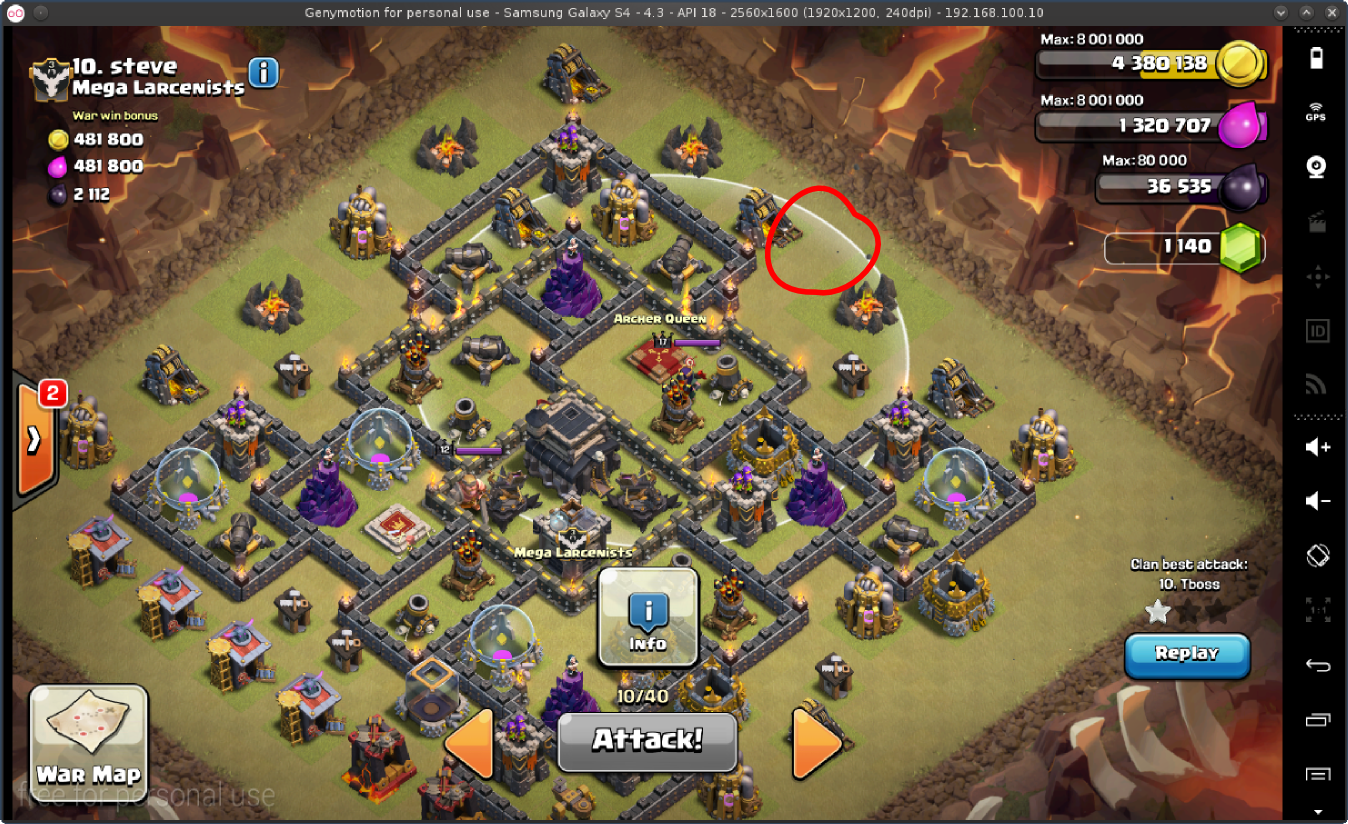 Genymotion for personal use - Samsung Galaxy S4 - 4.3 - API 18 - 2560x1600 (1920x1200, 240dpi) - 192.168.100.10
10. steve
Mega Larcenists
War win bonus
481 800
481 800
2 112
Max: 8 001 000
4 380 138
Max: 8 001 000
1 320 707
Max: 80 000
36 535
1 140
GPS
ID
2
Archer Queen
17
12
Mega Larcenists
Info
10/40
Attack!
Clan best attack:
10. Tboss
Replay
1:1
War Map
free for personal use